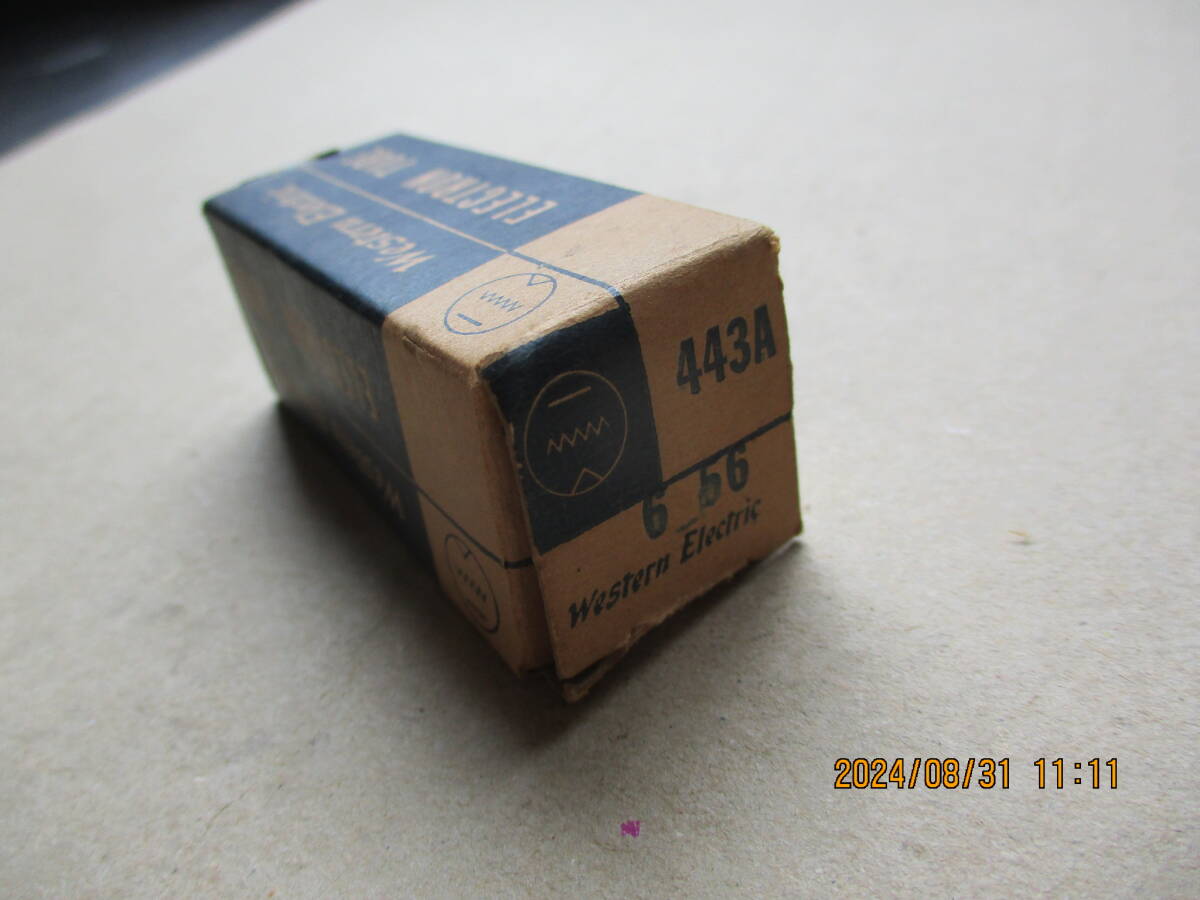 ELECTRON TUBE
Western Electric
443A
6 56
Western Electric
2024/08/31 11:11